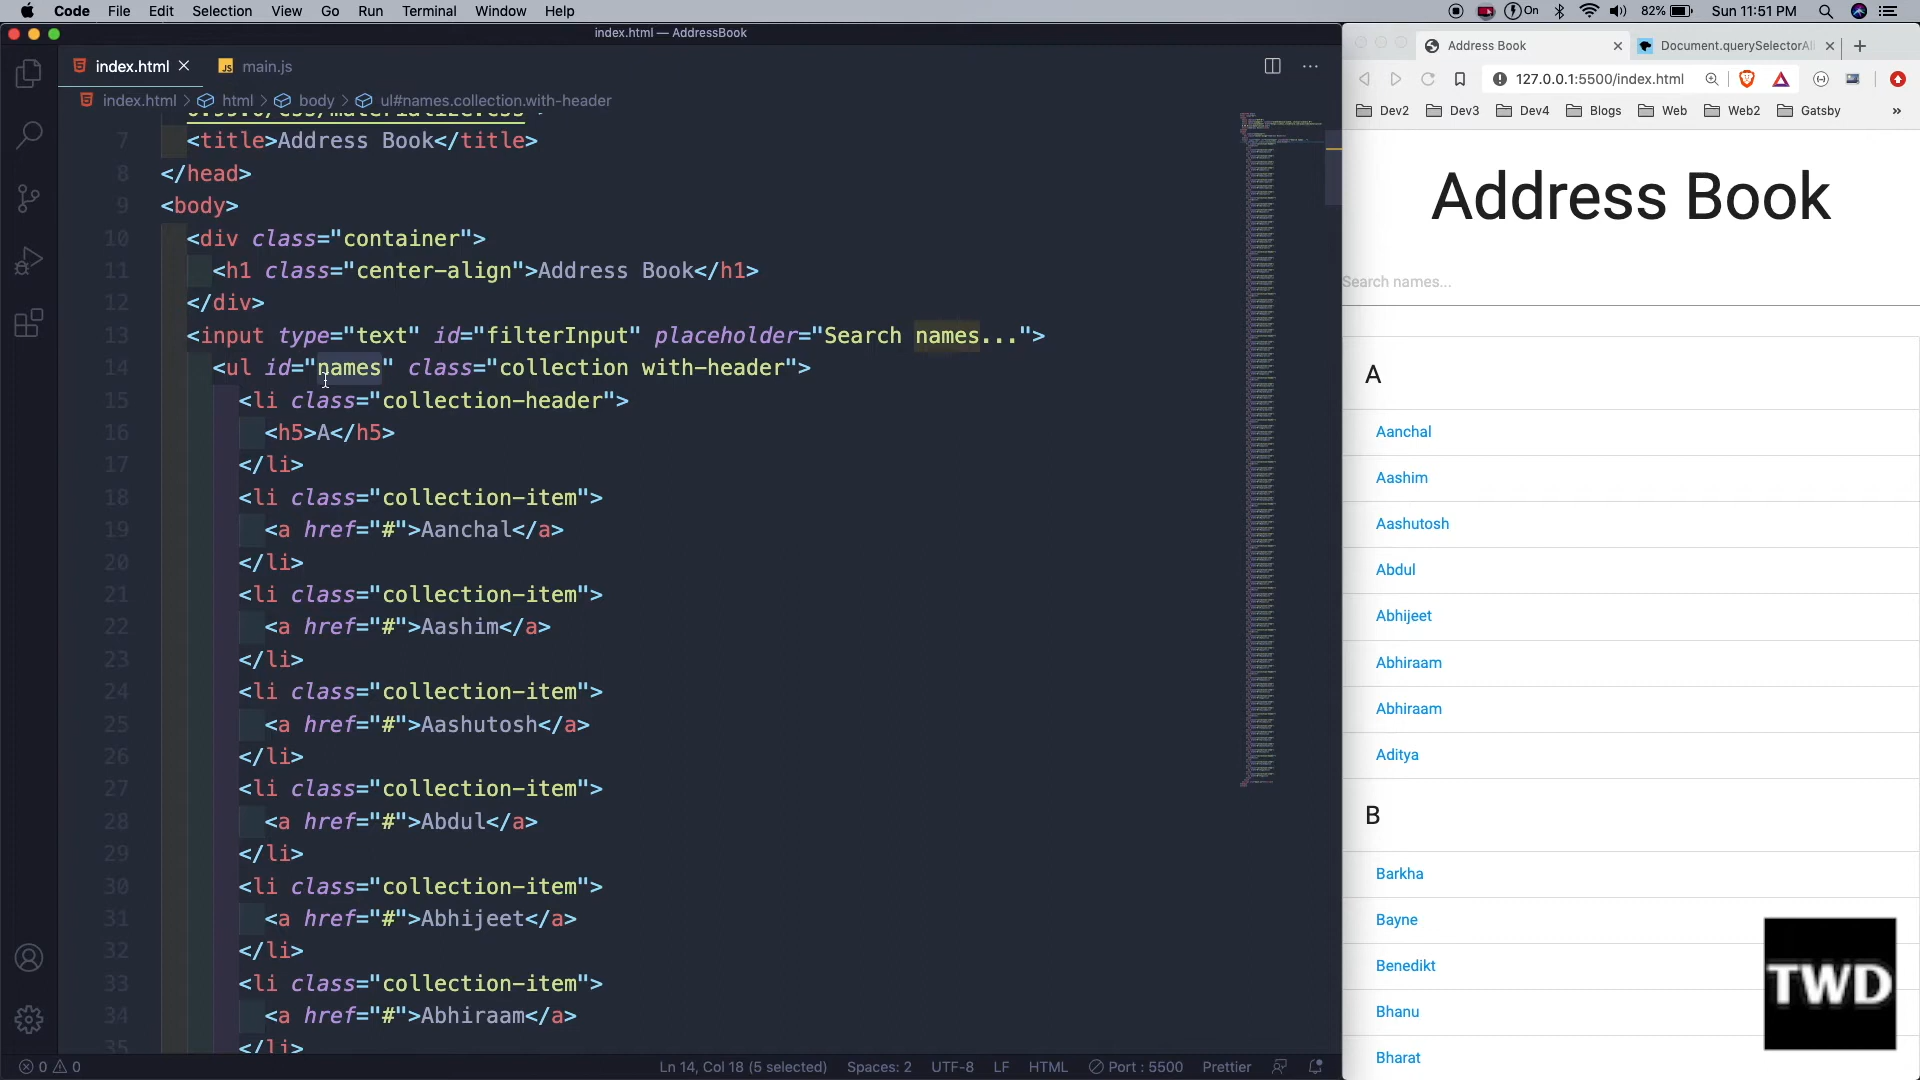 Code File Edit Selection View Go Run Terminal Window Help
On 82% Sun 11:51 PM
index.html — AddressBook
index.html main.js
index.html > html > body > ul#names.collection.with-header
7 <title>Address Book</title>
8 </head>
9 <body>
10 <div class="container">
11 <h1 class="center-align">Address Book</h1>
12 </div>
13 <input type="text" id="filterInput" placeholder="Search names...">
14 <ul id="names" class="collection with-header">
15 <li class="collection-header">
16 <h5>A</h5>
17 </li>
18 <li class="collection-item">
19 <a href="#">Aanchal</a>
20 </li>
21 <li class="collection-item">
22 <a href="#">Aashim</a>
23 </li>
24 <li class="collection-item">
25 <a href="#">Aashutosh</a>
26 </li>
27 <li class="collection-item">
28 <a href="#">Abdul</a>
29 </li>
30 <li class="collection-item">
31 <a href="#">Abhijeet</a>
32 </li>
33 <li class="collection-item">
34 <a href="#">Abhiraam</a>
35 </li>
0 0 Ln 14, Col 18 (5 selected) Spaces: 2 UTF-8 LF HTML Port : 5500 Prettier
Address Book Document.querySelectorAl
127.0.0.1:5500/index.html
Dev2 Dev3 Dev4 Blogs Web Web2 Gatsby »
Address Book
Search names...
A
Aanchal
Aashim
Aashutosh
Abdul
Abhijeet
Abhiraam
Abhiraam
Aditya
B
Barkha
Bayne
Benedikt
Bhanu
Bharat
TWD